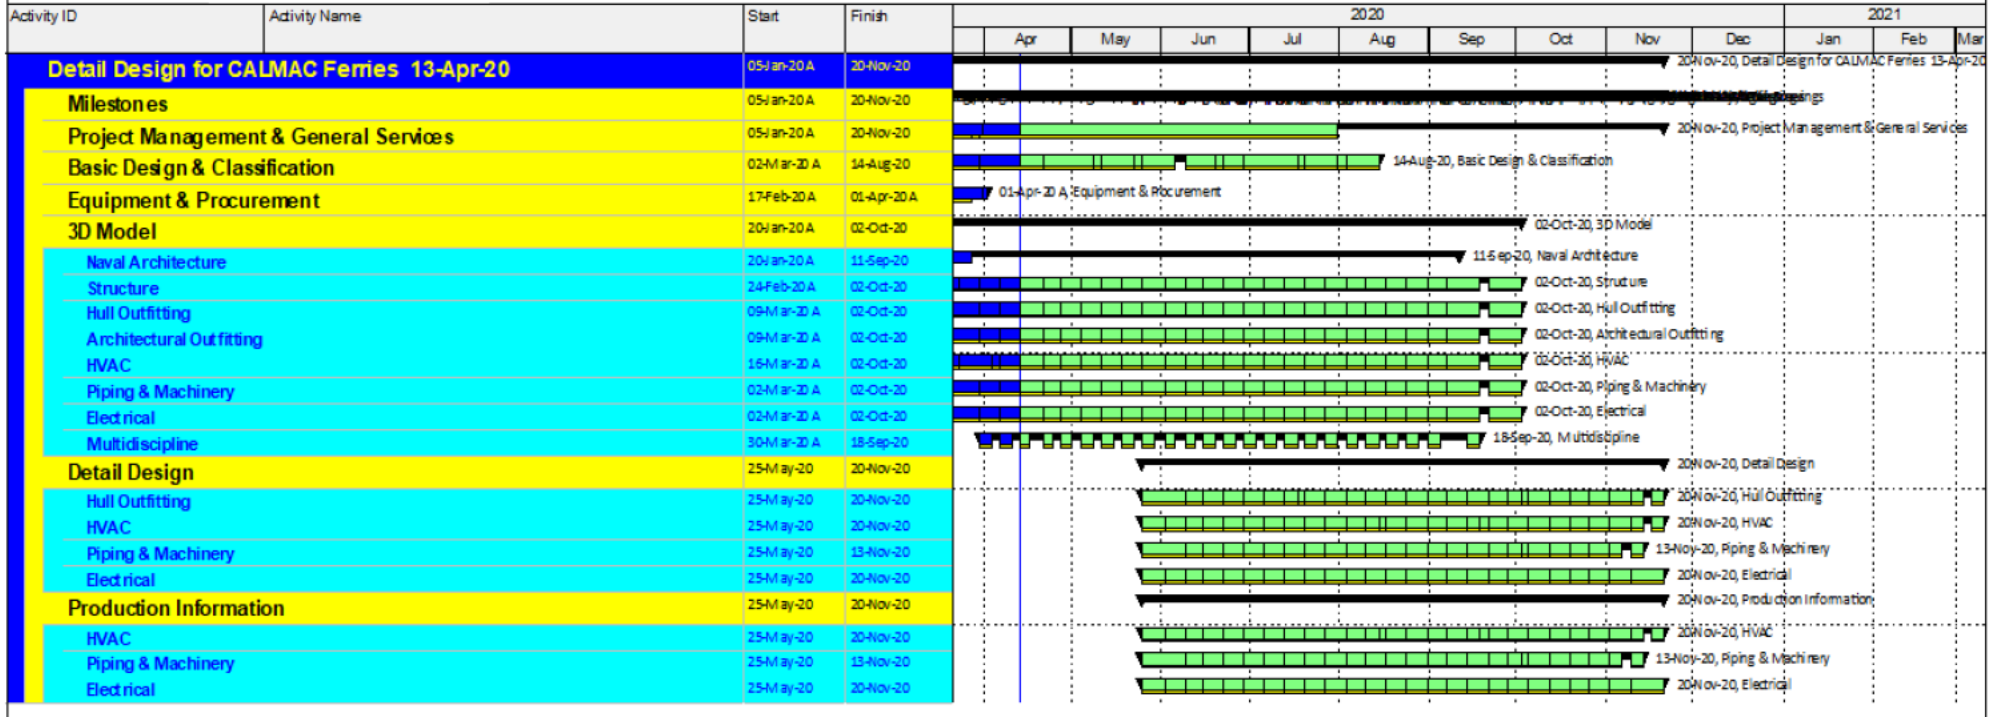 Activity ID Activity Name Start Finish 2020 2021
Apr May Jun Jul Aug Sep Oct Nov Dec Jan Feb Mar
Detail Design for CALMAC Ferries 13-Apr-20 05-Jan-20 A 20-Nov-20 20-Nov-20, Detail Design for CALMAC Ferries 13-Apr-20
Milestones 05-Jan-20 A 20-Nov-20
Project Management & General Services 05-Jan-20 20-Nov-20 20-Nov-20, Project Management & General Services
Basic Design & Classification 02-Mar-20 A 14-Aug-20 14-Aug-20, Basic Design & Classification
Equipment & Procurement 17-Feb-20 A 01-Apr-20 A 01-Apr-20 A, Equipment & Procurement
3D Model 20-Jan-20 A 02-Oct-20 02-Oct-20, 3D Model
Naval Architecture 20-Jan-20 A 11-Sep-20 11-Sep-20, Naval Architecture
Structure 24-Feb-20 A 02-Oct-20 02-Oct-20, Structure
Hull Outfitting 09-Mar-20 A 02-Oct-20 02-Oct-20, Hull Outfitting
Architectural Outfitting 09-Mar-20 A 02-Oct-20 02-Oct-20, Architectural Outfitting
HVAC 16-Mar-20 A 02-Oct-20 02-Oct-20, HVAC
Piping & Machinery 02-Mar-20 A 02-Oct-20 02-Oct-20, Piping & Machinery
Electrical 02-Mar-20 A 02-Oct-20 02-Oct-20, Electrical
Multidiscipline 30-Mar-20 A 18-Sep-20 18-Sep-20, Multidiscipline
Detail Design 25-May-20 20-Nov-20 20-Nov-20, Detail Design
Hull Outfitting 25-May-20 20-Nov-20 20-Nov-20, Hull Outfitting
HVAC 25-May-20 20-Nov-20 20-Nov-20, HVAC
Piping & Machinery 25-May-20 13-Nov-20 13-Nov-20, Piping & Machinery
Electrical 25-May-20 20-Nov-20 20-Nov-20, Electrical
Production Information 25-May-20 20-Nov-20 20-Nov-20, Production Information
HVAC 25-May-20 20-Nov-20 20-Nov-20, HVAC
Piping & Machinery 25-May-20 13-Nov-20 13-Nov-20, Piping & Machinery
Electrical 25-May-20 20-Nov-20 20-Nov-20, Electrical